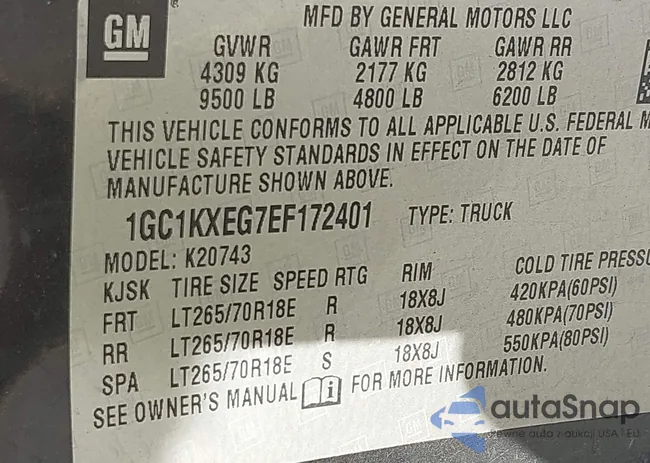 GM
MFD BY GENERAL MOTORS LLC
GVWR GAWR FRT GAWR RR
4309 KG 2177 KG 2812 KG
9500 LB 4800 LB 6200 LB
THIS VEHICLE CONFORMS TO ALL APPLICABLE U.S. FEDERAL M
VEHICLE SAFETY STANDARDS IN EFFECT ON THE DATE OF
MANUFACTURE SHOWN ABOVE.
1GC1KXEG7EF172401 TYPE: TRUCK
MODEL: K20743
KJSK TIRE SIZE SPEED RTG RIM COLD TIRE PRESSU
FRT LT265/70R18E R 18X8J 420KPA(60PSI)
RR LT265/70R18E R 18X8J 480KPA(70PSI)
SPA LT265/70R18E S 18X8J 550KPA(80PSI)
SEE OWNER'S MANUAL i FOR MORE INFORMATION.
autaSnap
auto z aukcji USA i EU